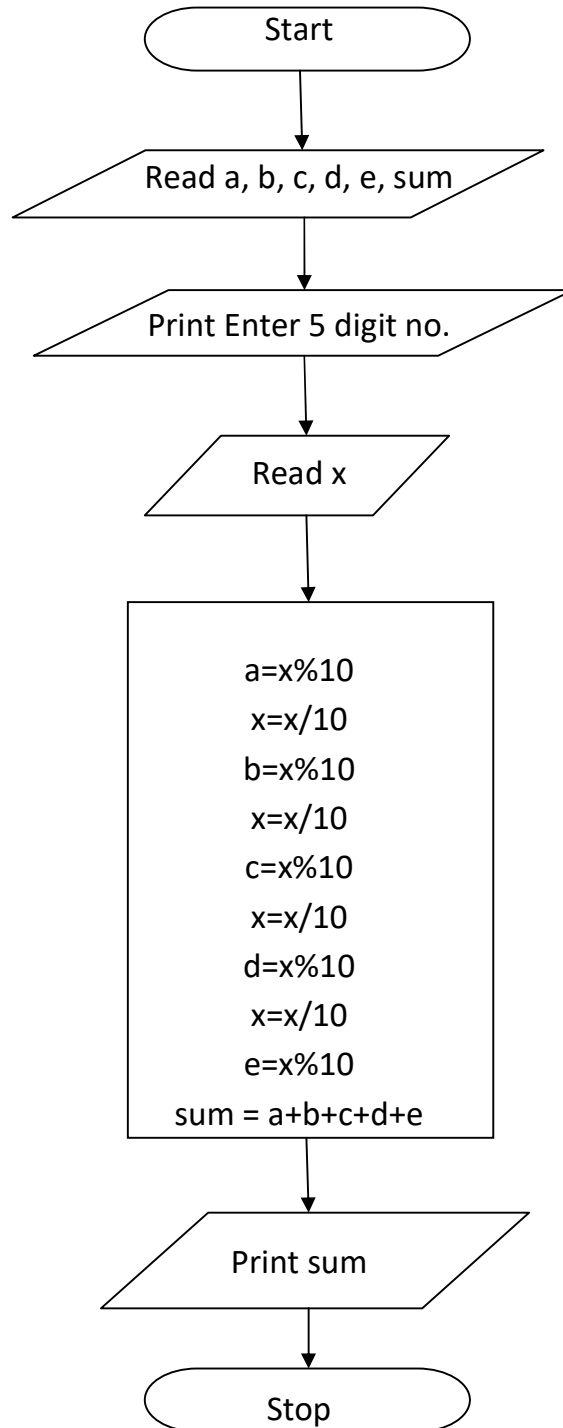 Start
Read a, b, c, d, e, sum
Print Enter 5 digit no.
Read x
a=x%10
x=x/10
b=x%10
x=x/10
c=x%10
x=x/10
d=x%10
x=x/10
e=x%10
sum = a+b+c+d+e
Print sum
Stop